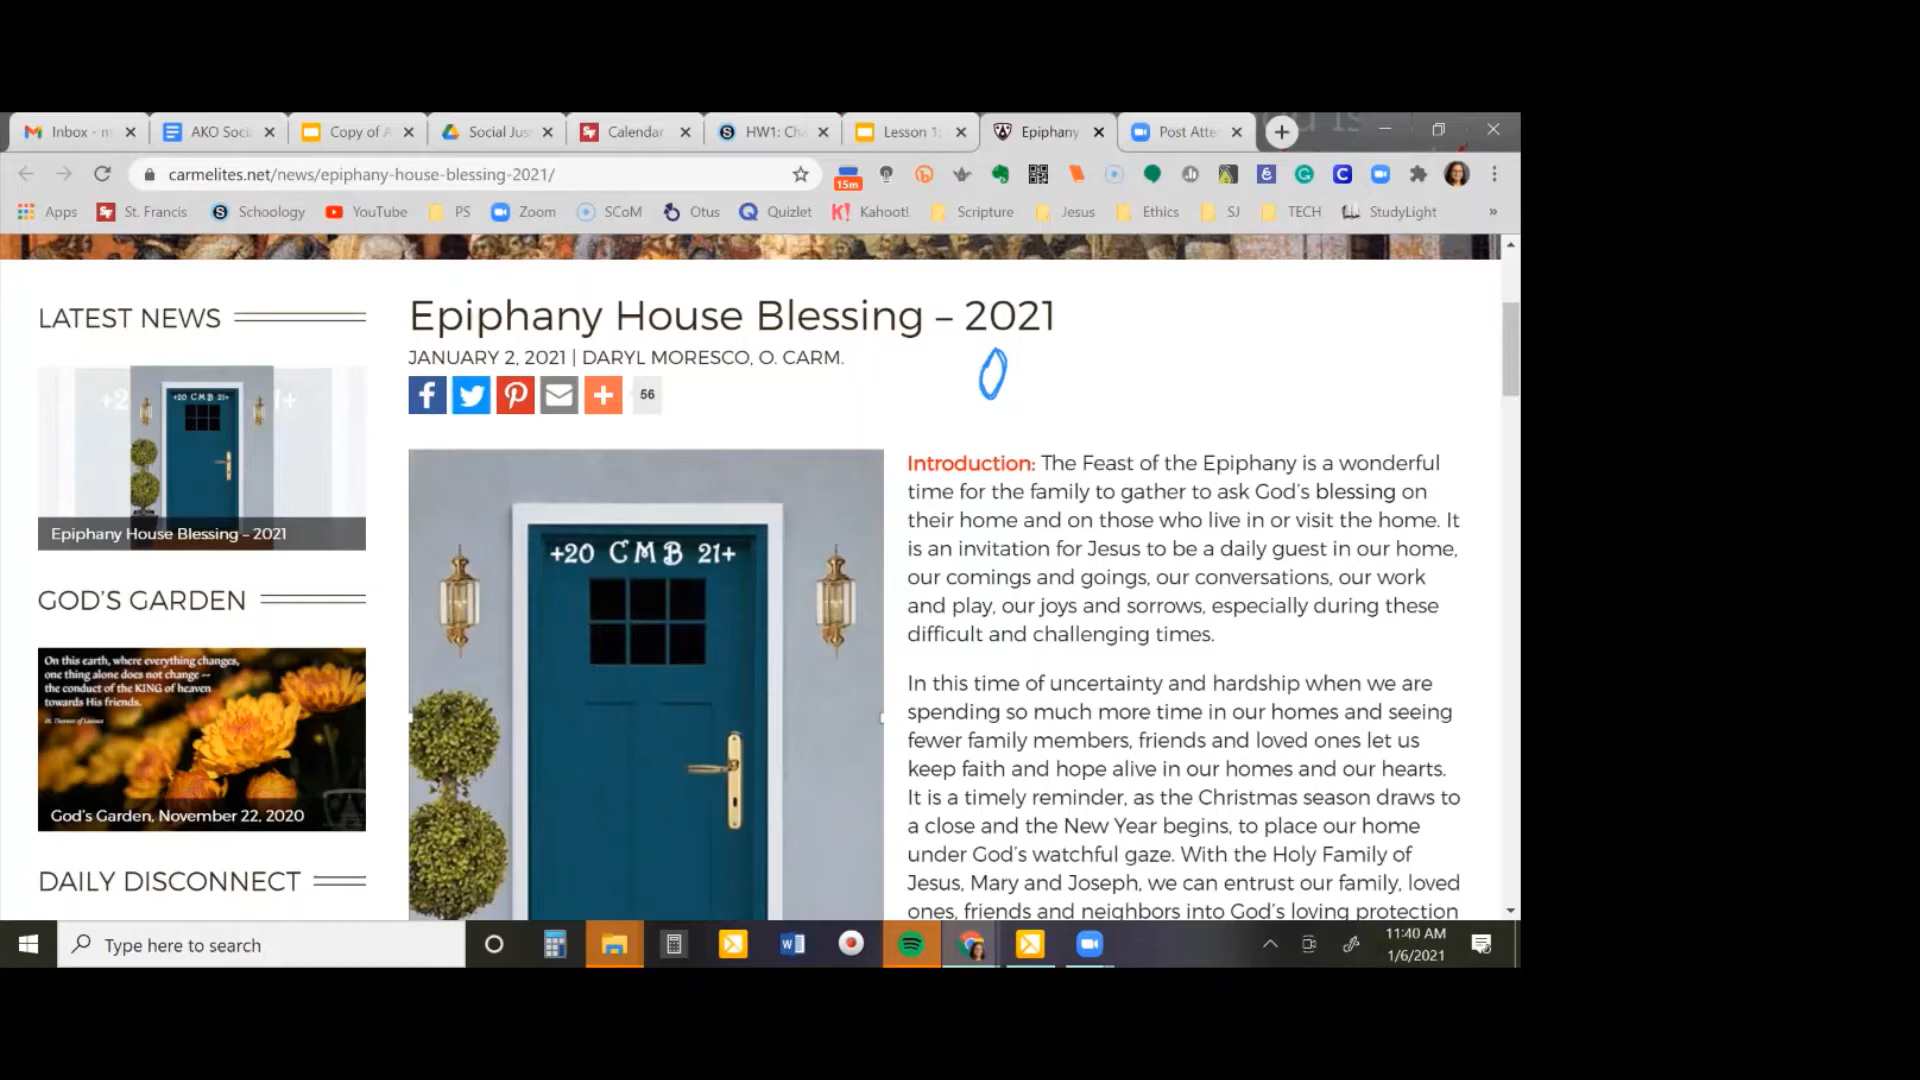 Inbox - m
AKO Soci
Copy of A
Social Jus
Calendar
HW1: Cha
Lesson 1:
Epiphany
Post Atte
carmelites.net/news/epiphany-house-blessing-2021/
15m
Apps
St. Francis
Schoology
YouTube
PS
Zoom
SCoM
Otus
Quizlet
K! Kahoot!
Scripture
Jesus
Ethics
SJ
TECH
StudyLight
»
LATEST NEWS
+20 C M B 21+
Epiphany House Blessing – 2021
GOD'S GARDEN
On this earth, where everything changes,
one thing alone does not change --
the conduct of the KING of heaven
towards His friends.
God's Garden, November 22, 2020
DAILY DISCONNECT
Epiphany House Blessing – 2021
JANUARY 2, 2021 | DARYL MORESCO, O. CARM.
56
+20 C M B 21+
Introduction: The Feast of the Epiphany is a wonderful
time for the family to gather to ask God's blessing on
their home and on those who live in or visit the home. It
is an invitation for Jesus to be a daily guest in our home,
our comings and goings, our conversations, our work
and play, our joys and sorrows, especially during these
difficult and challenging times.
In this time of uncertainty and hardship when we are
spending so much more time in our homes and seeing
fewer family members, friends and loved ones let us
keep faith and hope alive in our homes and our hearts.
It is a timely reminder, as the Christmas season draws to
a close and the New Year begins, to place our home
under God's watchful gaze. With the Holy Family of
Jesus, Mary and Joseph, we can entrust our family, loved
ones, friends and neighbors into God's loving protection
Type here to search
11:40 AM
1/6/2021